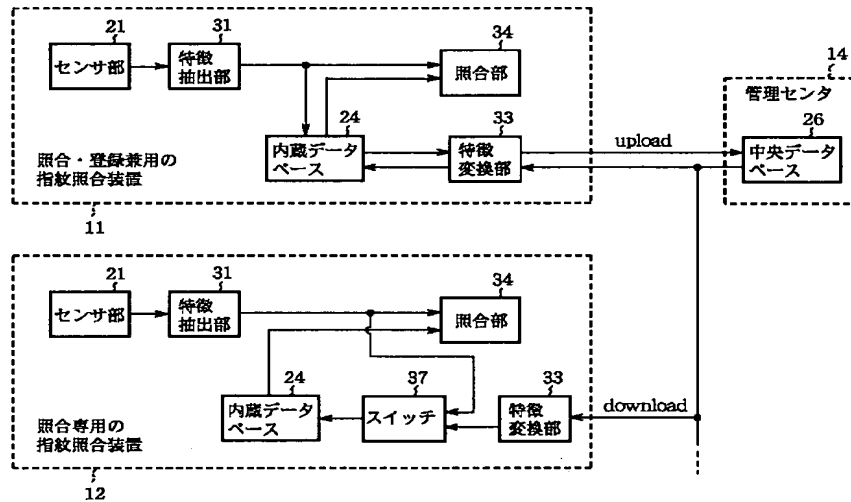 21
31
34
14
センサ部
特徴
抽出部
照合部
管理センタ
24
33
upload
26
内蔵データ
ベース
特徴
変換部
中央データ
ベース
照合・登録兼用の
指紋照合装置
11
21
31
34
センサ部
特徴
抽出部
照合部
24
37
33
download
内蔵データ
ベース
スイッチ
特徴
変換部
照合専用の
指紋照合装置
12